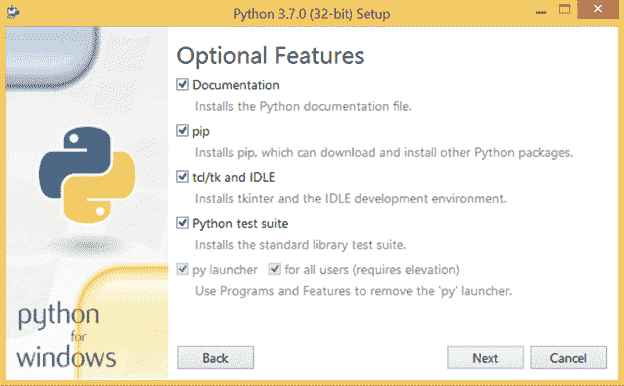 Python 3.7.0 (32-bit) Setup
Optional Features
Documentation
Installs the Python documentation file.
pip
Installs pip, which can download and install other Python packages.
tcl/tk and IDLE
Installs tkinter and the IDLE development environment.
Python test suite
Installs the standard library test suite.
py launcher for all users (requires elevation)
Use Programs and Features to remove the 'py' launcher.
python
for
windows
Back Next Cancel